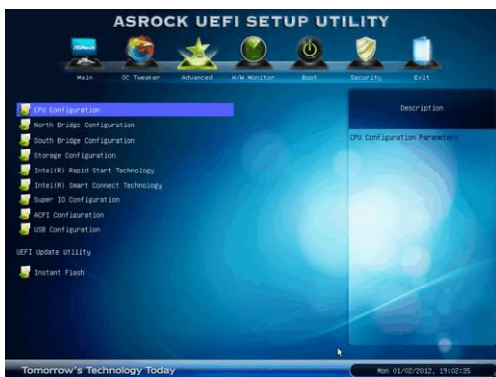 ASROCK UEFI SETUP UTILITY
ASRock
Main OC Tweaker Advanced H/W Monitor Boot Security Exit
CPU Configuration
North Bridge Configuration
South Bridge Configuration
Storage Configuration
Intel(R) Rapid Start Technology
Intel(R) Smart Connect Technology
Super IO Configuration
ACPI Configuration
USB Configuration
UEFI Update Utility
Instant Flash
Description
CPU Configuration Parameters
Tomorrow's Technology Today
Mon 01/02/2012, 19:02:35